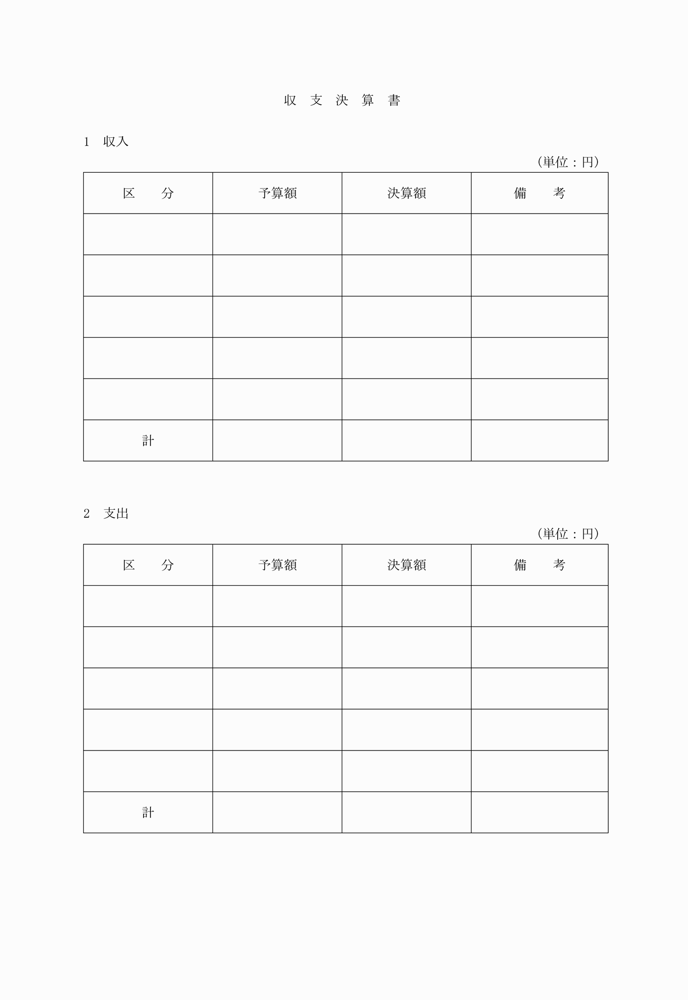 収　支　決　算　書
1　収入
（単位：円）
区　　分　予算額　決算額　備　　考
計
2　支出
（単位：円）
区　　分　予算額　決算額　備　　考
計